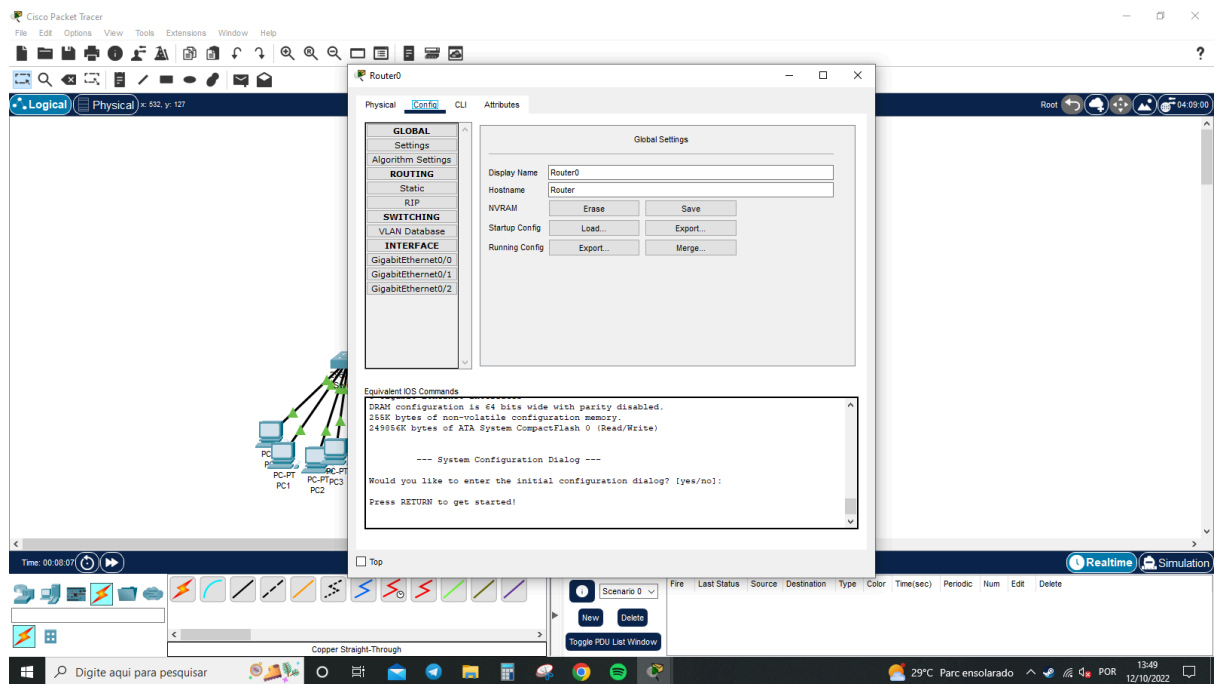 Cisco Packet Tracer
File Edit Options View Tools Extensions Window Help
?
Logical Physical x: 532, y: 127
Root 04:09:00
Router0
Physical Config CLI Attributes
GLOBAL
Settings
Algorithm Settings
ROUTING
Static
RIP
SWITCHING
VLAN Database
INTERFACE
GigabitEthernet0/0
GigabitEthernet0/1
GigabitEthernet0/2
Global Settings
Display Name Router0
Hostname Router
NVRAM Erase Save
Startup Config Load... Export...
Running Config Export... Merge...
Equivalent IOS Commands
DRAM configuration is 64 bits wide with parity disabled.
255K bytes of non-volatile configuration memory.
249856K bytes of ATA System CompactFlash 0 (Read/Write)
--- System Configuration Dialog ---
Would you like to enter the initial configuration dialog? [yes/no]:
Press RETURN to get started!
Top
PC-PT
PC1
PC-PT
PC2
PC3
Time: 00:08:07
Realtime Simulation
Copper Straight-Through
Scenario 0
New Delete
Toggle PDU List Window
Fire Last Status Source Destination Type Color Time(sec) Periodic Num Edit Delete
Digite aqui para pesquisar
29°C Parc ensolarado
POR
13:49
12/10/2022